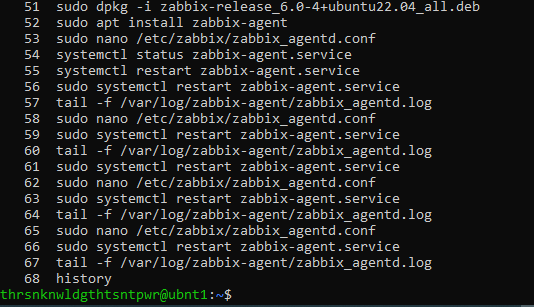 51 sudo dpkg -i zabbix-release_6.0-4+ubuntu22.04_all.deb
52 sudo apt install zabbix-agent
53 sudo nano /etc/zabbix/zabbix_agentd.conf
54 systemctl status zabbix-agent.service
55 systemctl restart zabbix-agent.service
56 sudo systemctl restart zabbix-agent.service
57 tail -f /var/log/zabbix-agent/zabbix_agentd.log
58 sudo nano /etc/zabbix/zabbix_agentd.conf
59 sudo systemctl restart zabbix-agent.service
60 tail -f /var/log/zabbix-agent/zabbix_agentd.log
61 sudo systemctl restart zabbix-agent.service
62 sudo nano /etc/zabbix/zabbix_agentd.conf
63 sudo systemctl restart zabbix-agent.service
64 tail -f /var/log/zabbix-agent/zabbix_agentd.log
65 sudo nano /etc/zabbix/zabbix_agentd.conf
66 sudo systemctl restart zabbix-agent.service
67 tail -f /var/log/zabbix-agent/zabbix_agentd.log
68 history
thrsnknwldgthtsntpwr@ubnt1:~$